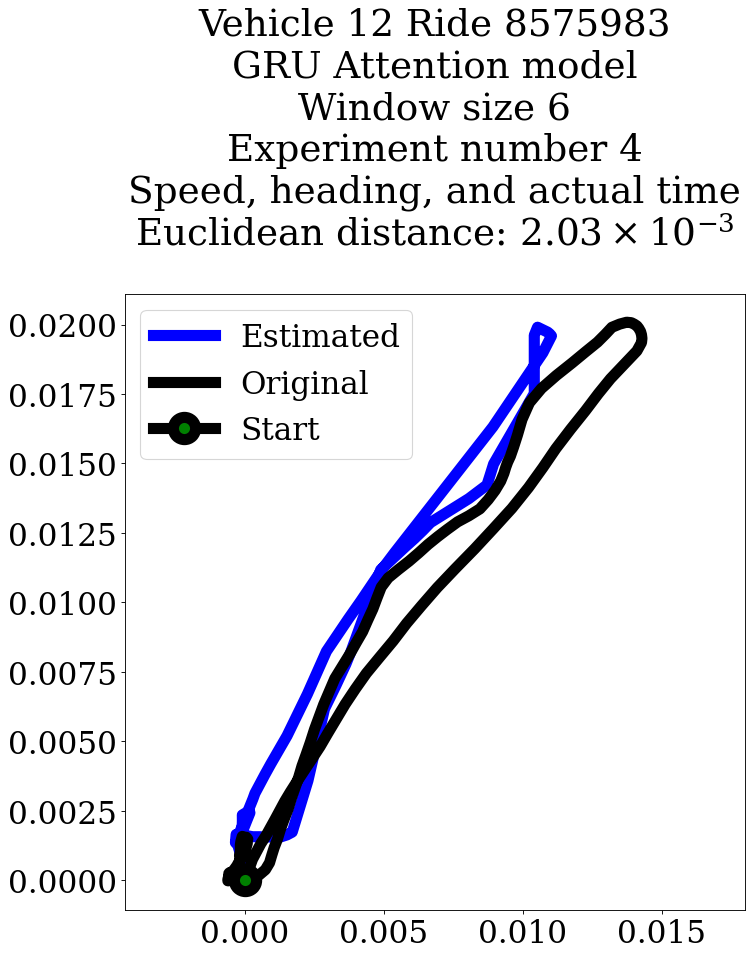 Vehicle 12 Ride 8575983
GRU Attention model
Window size 6
Experiment number 4
Speed, heading, and actual time
Euclidean distance: 2.03 × 10⁻³
Estimated
Original
Start
0.0200
0.0175
0.0150
0.0125
0.0100
0.0075
0.0050
0.0025
0.0000
0.000 0.005 0.010 0.015